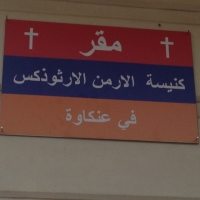 مقر
كنيسة الارمن الارثوذكس
في عنكاوة